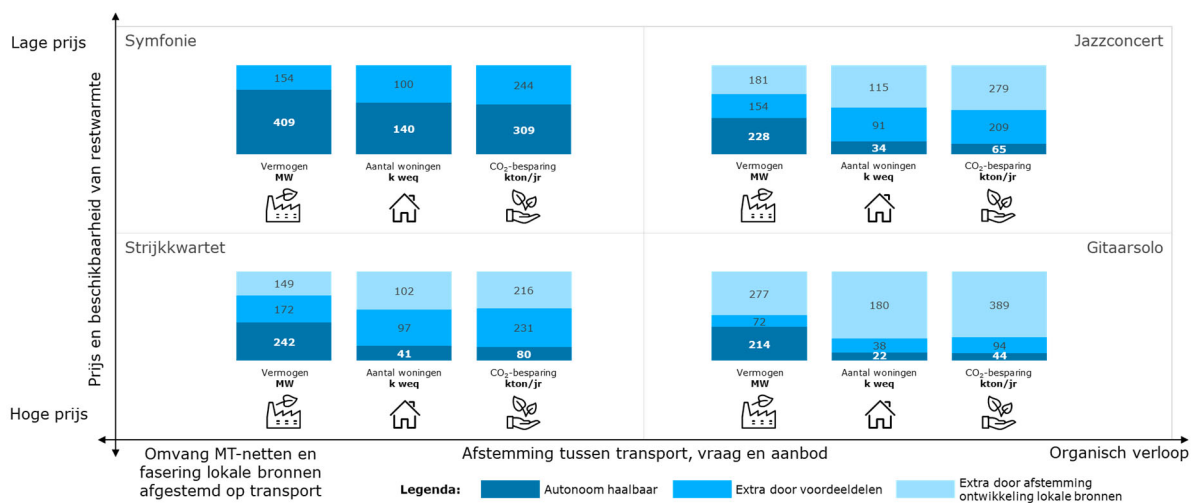 Lage prijs
Prijs en beschikbaarheid van restwarmte
Hoge prijs
Symfonie
154
409
Vermogen
MW
100
140
Aantal woningen
k weq
244
309
CO₂-besparing
kton/jr
Jazzconcert
181
154
228
Vermogen
MW
115
91
34
Aantal woningen
k weq
279
209
65
CO₂-besparing
kton/jr
Strijkkwartet
149
172
242
Vermogen
MW
102
97
41
Aantal woningen
k weq
216
231
80
CO₂-besparing
kton/jr
Gitaarsolo
277
72
214
Vermogen
MW
180
38
22
Aantal woningen
k weq
389
94
44
CO₂-besparing
kton/jr
Omvang MT-netten en
fasering lokale bronnen
afgestemd op transport
Afstemming tussen transport, vraag en aanbod
Organisch verloop
Legenda:
Autonoom haalbaar
Extra door voordeeldelen
Extra door afstemming
ontwikkeling lokale bronnen